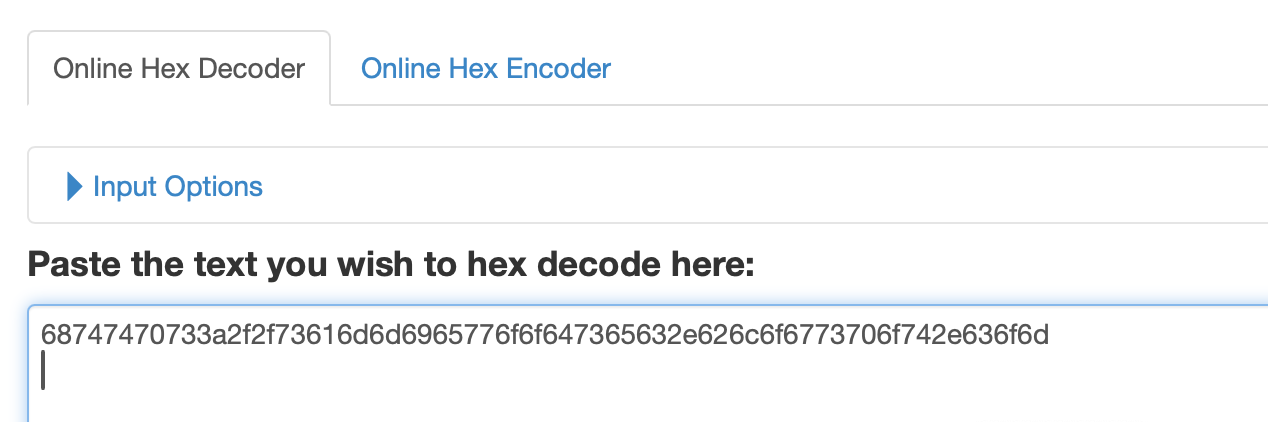 Online Hex Decoder
Online Hex Encoder
Input Options
Paste the text you wish to hex decode here:
68747470733a2f2f73616d6d6965776f6f647365632e626c6f6773706f742e636f6d